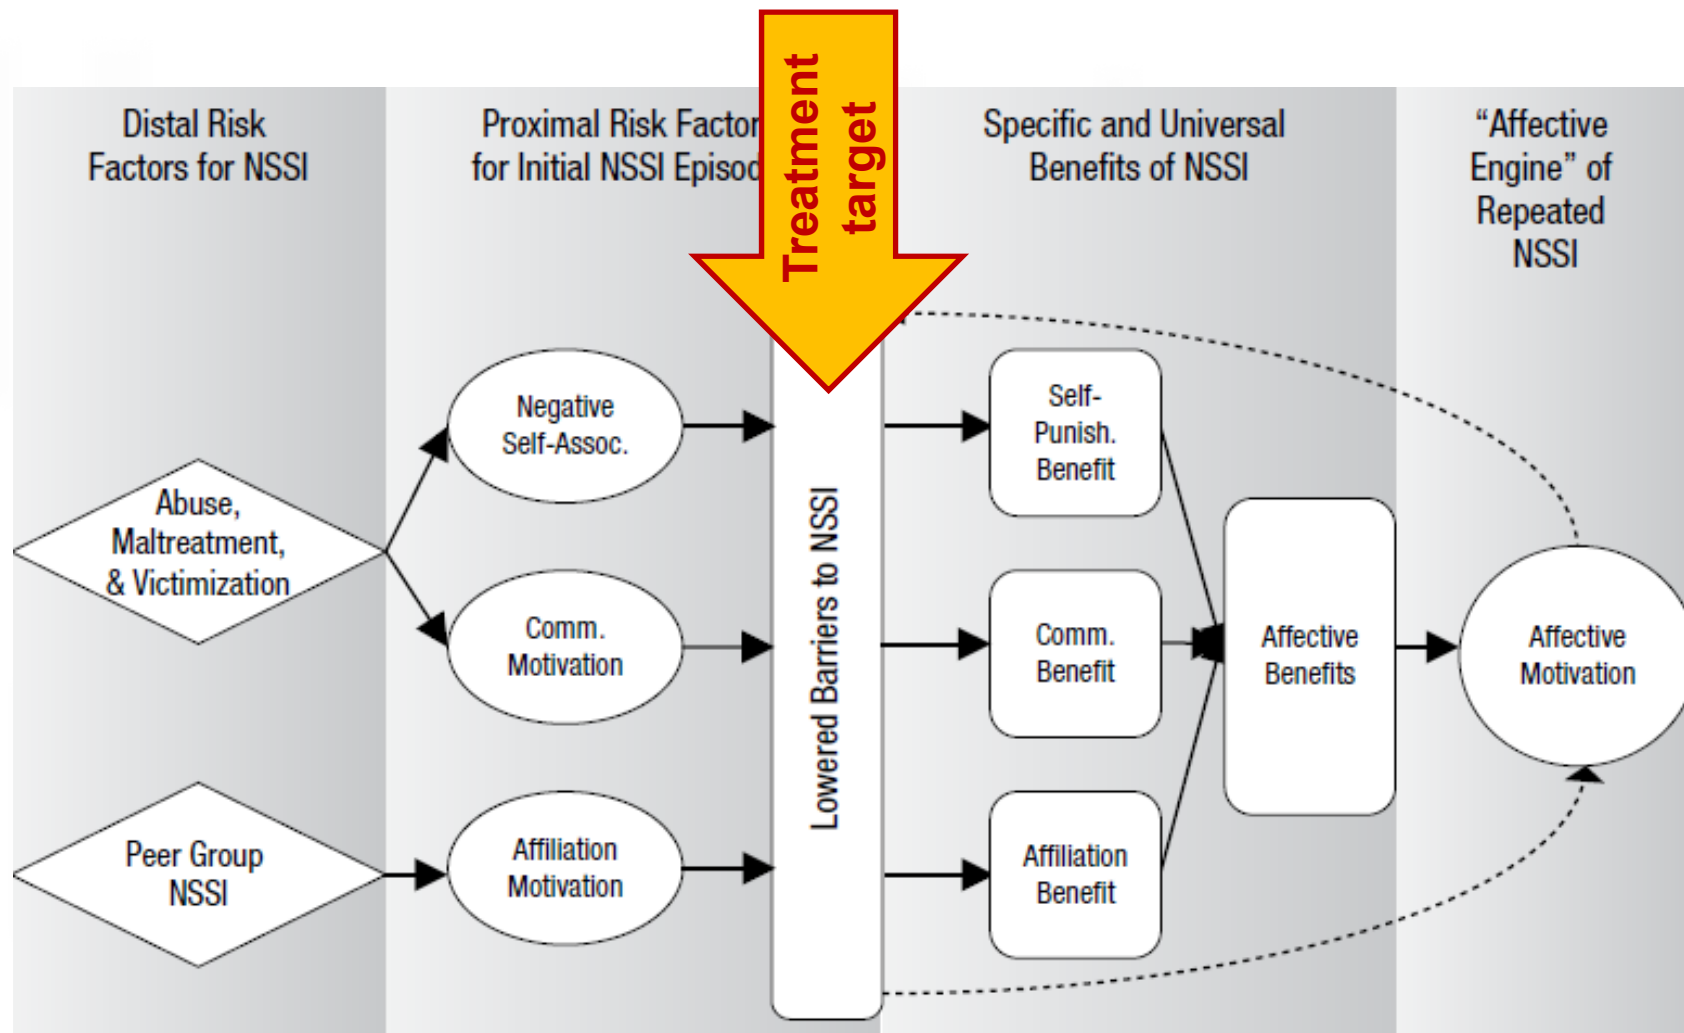 Treatment
target
Distal Risk
Factors for NSSI
Proximal Risk Factor
for Initial NSSI Episod
Specific and Universal
Benefits of NSSI
“Affective
Engine” of
Repeated
NSSI
Abuse,
Maltreatment,
& Victimization
Peer Group
NSSI
Negative
Self-Assoc.
Comm.
Motivation
Affiliation
Motivation
Lowered Barriers to NSSI
Self-
Punish.
Benefit
Comm.
Benefit
Affiliation
Benefit
Affective
Benefits
Affective
Motivation